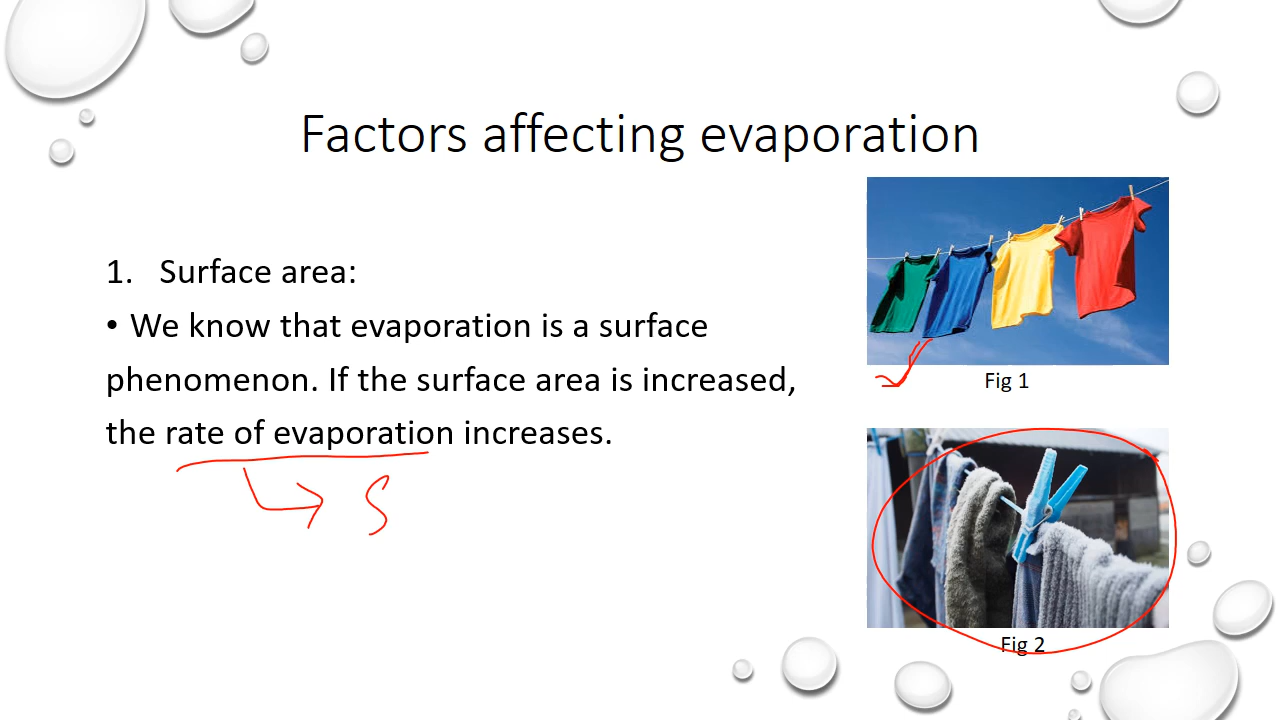 Factors affecting evaporation
1. Surface area:
• We know that evaporation is a surface
phenomenon. If the surface area is increased,
the rate of evaporation increases.
S
Fig 1
Fig 2